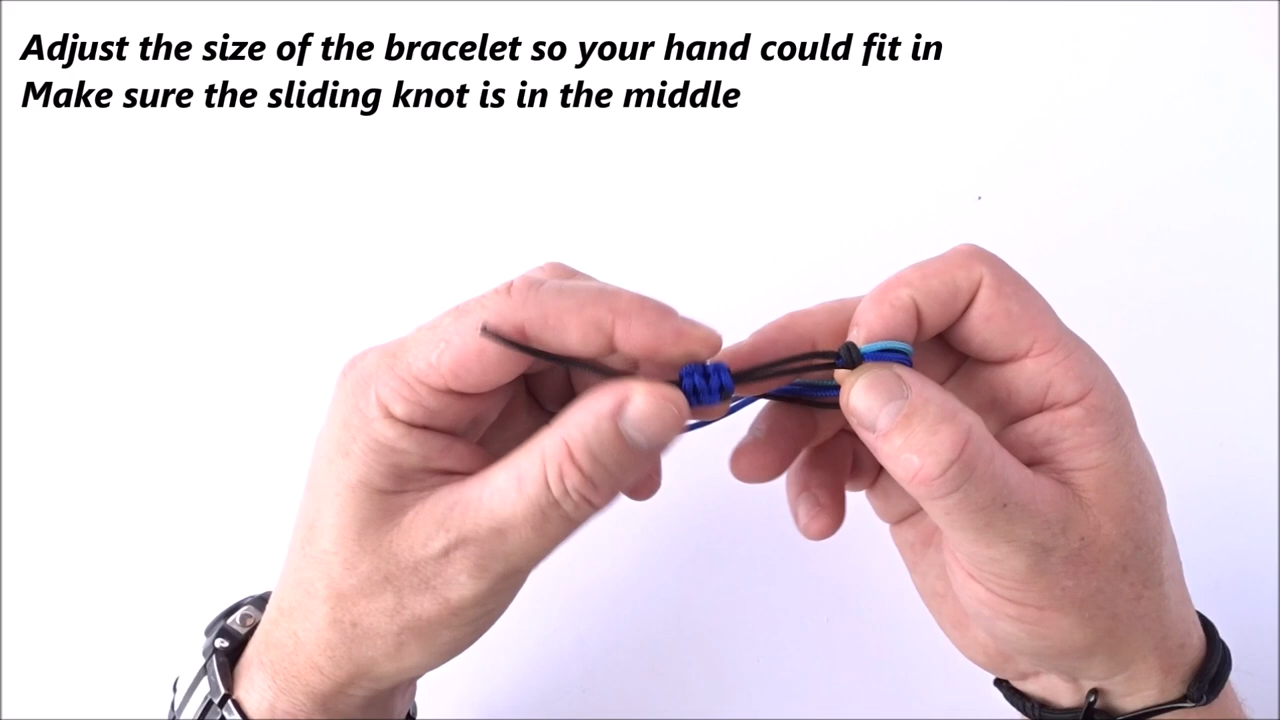 Adjust the size of the bracelet so your hand could fit in
Make sure the sliding knot is in the middle